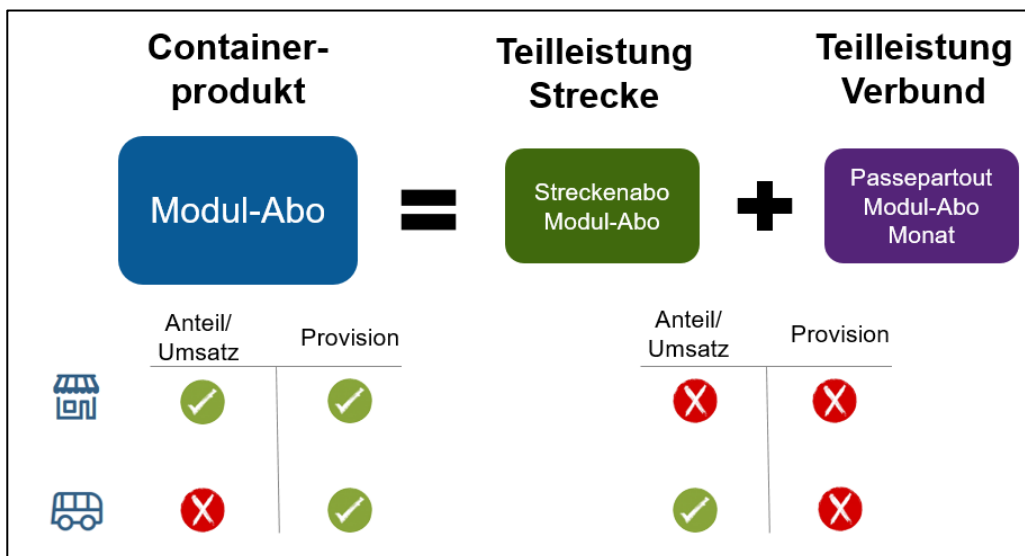 Container-
produkt
Teilleistung
Strecke
Teilleistung
Verbund
Modul-Abo
Streckenabo
Modul-Abo
Passepartout
Modul-Abo
Monat
Anteil/
Umsatz
Provision
Anteil/
Umsatz
Provision